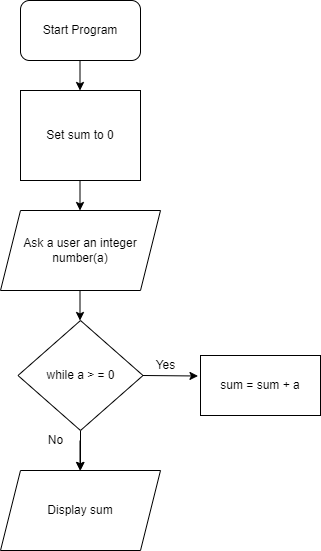 Start Program
Set sum to 0
Ask a user an integer
number(a)
while a > = 0
Yes
sum = sum + a
No
Display sum